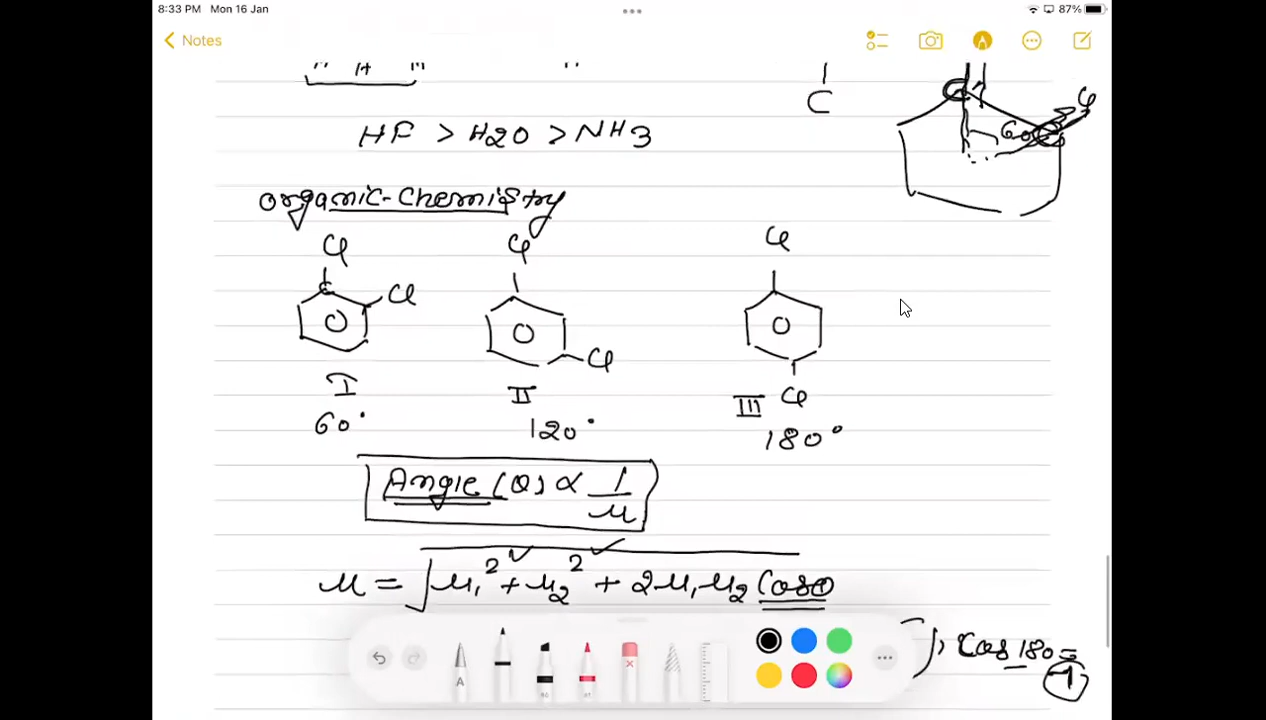 8:33 PM Mon 16 Jan
87%
Notes
C
60
Cl
HF > H2O > NH3
Organic-Chemistry
Cl
Cl
Cl
C
Cl
O
O
O
Cl
I
II
III
Cl
60°
120°
180°
Angle (θ) ∝ 1/μ
μ = √μ₁² + μ₂² + 2μ₁μ₂ Cosθ
Cos 180 =
-1
A